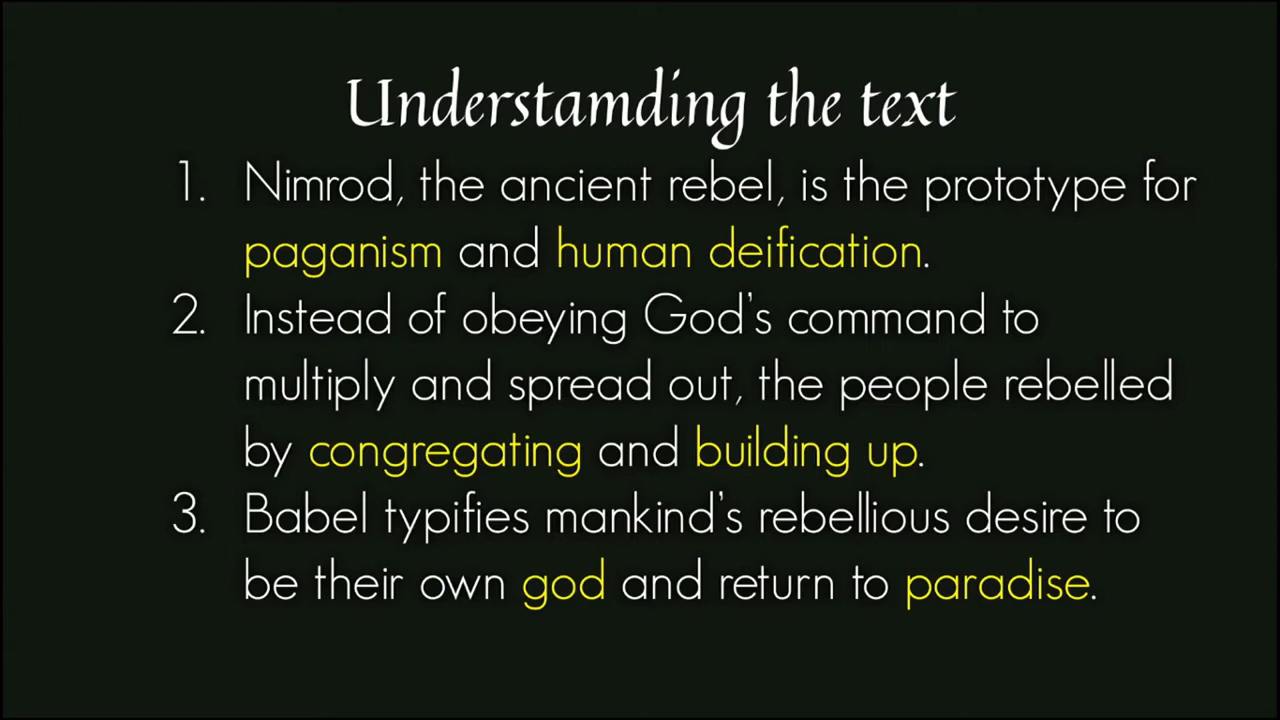 Understamding the text
1. Nimrod, the ancient rebel, is the prototype for
paganism and human deification.
2. Instead of obeying God's command to
multiply and spread out, the people rebelled
by congregating and building up.
3. Babel typifies mankind's rebellious desire to
be their own god and return to paradise.